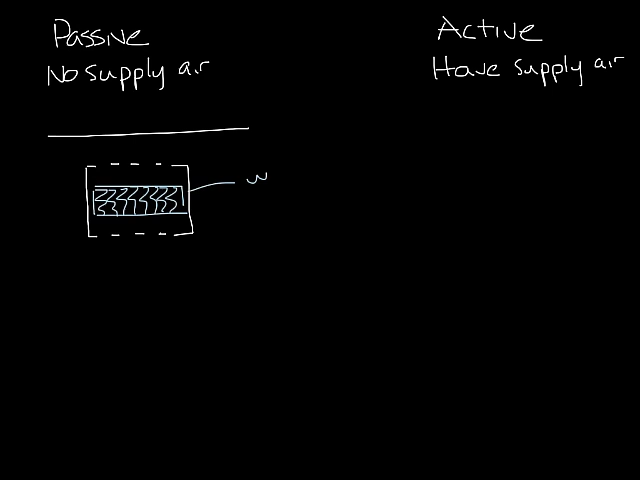 Passive
No supply air
Active
Have supply air
w